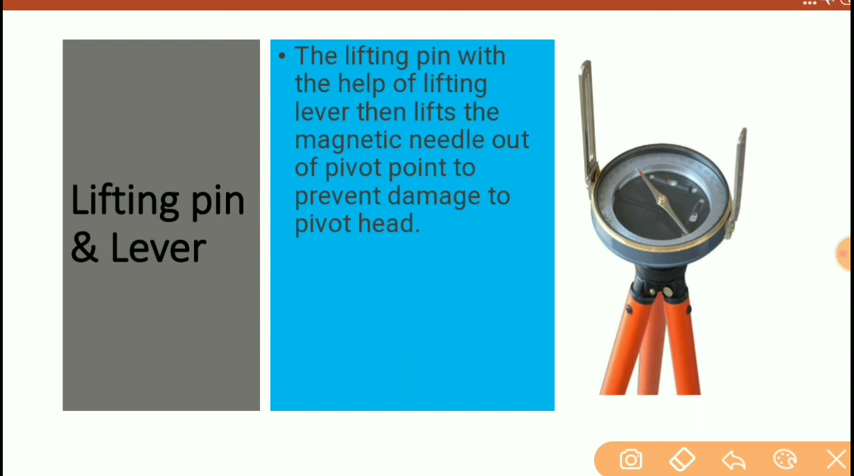 Lifting pin
& Lever
• The lifting pin with
the help of lifting
lever then lifts the
magnetic needle out
of pivot point to
prevent damage to
pivot head.